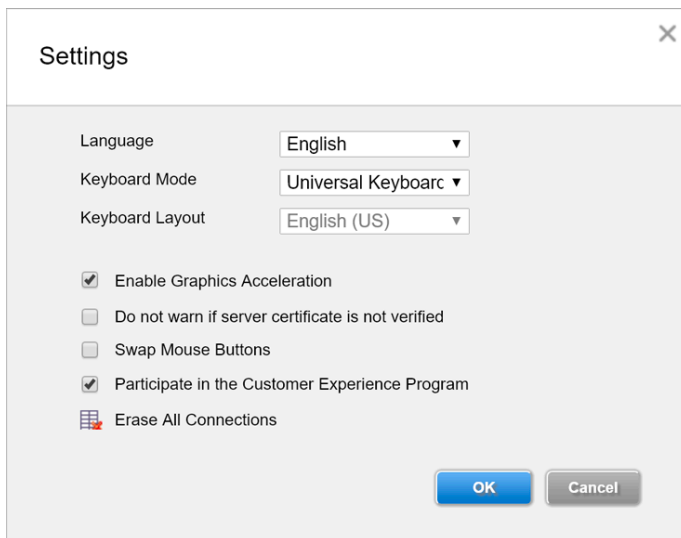 Settings
Language English
Keyboard Mode Universal Keyboarc
Keyboard Layout English (US)
Enable Graphics Acceleration
Do not warn if server certificate is not verified
Swap Mouse Buttons
Participate in the Customer Experience Program
Erase All Connections
OK Cancel